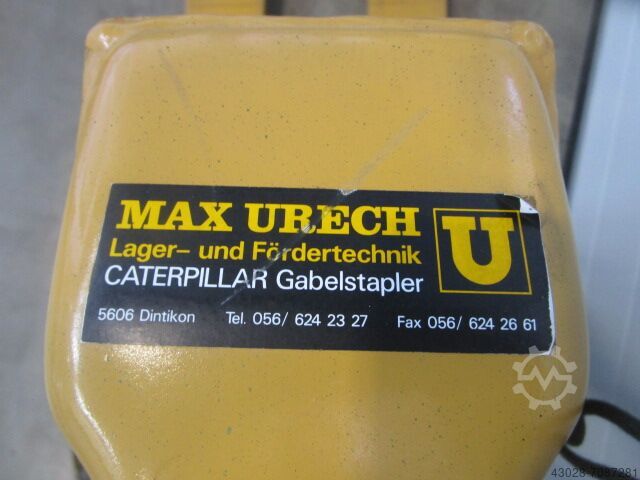 MAX URECH
U
Lager- und Fördertechnik
CATERPILLAR Gabelstapler
5606 Dintikon Tel. 056/ 624 23 27 Fax 056/ 624 26 61